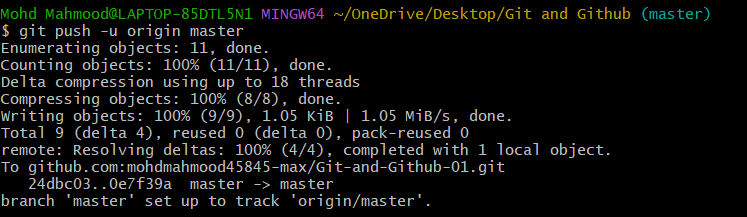 Mohd Mahmood@LAPTOP-85DTL5N1 MINGW64 ~/OneDrive/Desktop/Git and Github (master)
$ git push -u origin master
Enumerating objects: 11, done.
Counting objects: 100% (11/11), done.
Delta compression using up to 18 threads
Compressing objects: 100% (8/8), done.
Writing objects: 100% (9/9), 1.05 KiB | 1.05 MiB/s, done.
Total 9 (delta 4), reused 0 (delta 0), pack-reused 0
remote: Resolving deltas: 100% (4/4), completed with 1 local object.
To github.com:mohdmahmood45845-max/Git-and-Github-01.git
   24dbc03..0e7f39a  master -> master
branch 'master' set up to track 'origin/master'.